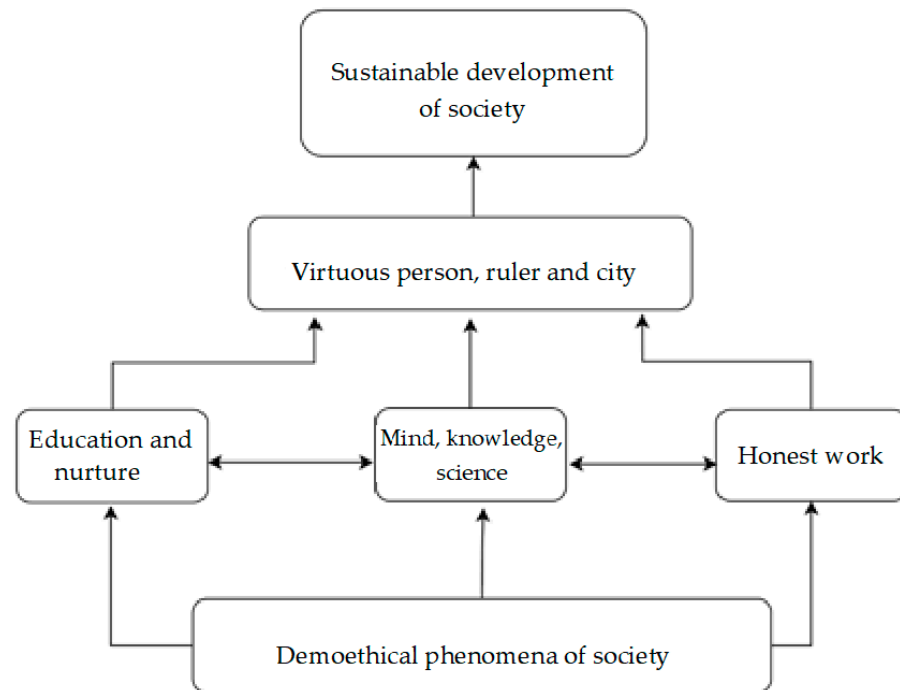 Sustainable development
of society
Virtuous person, ruler and city
Education and
nurture
Mind, knowledge,
science
Honest work
Demoethical phenomena of society